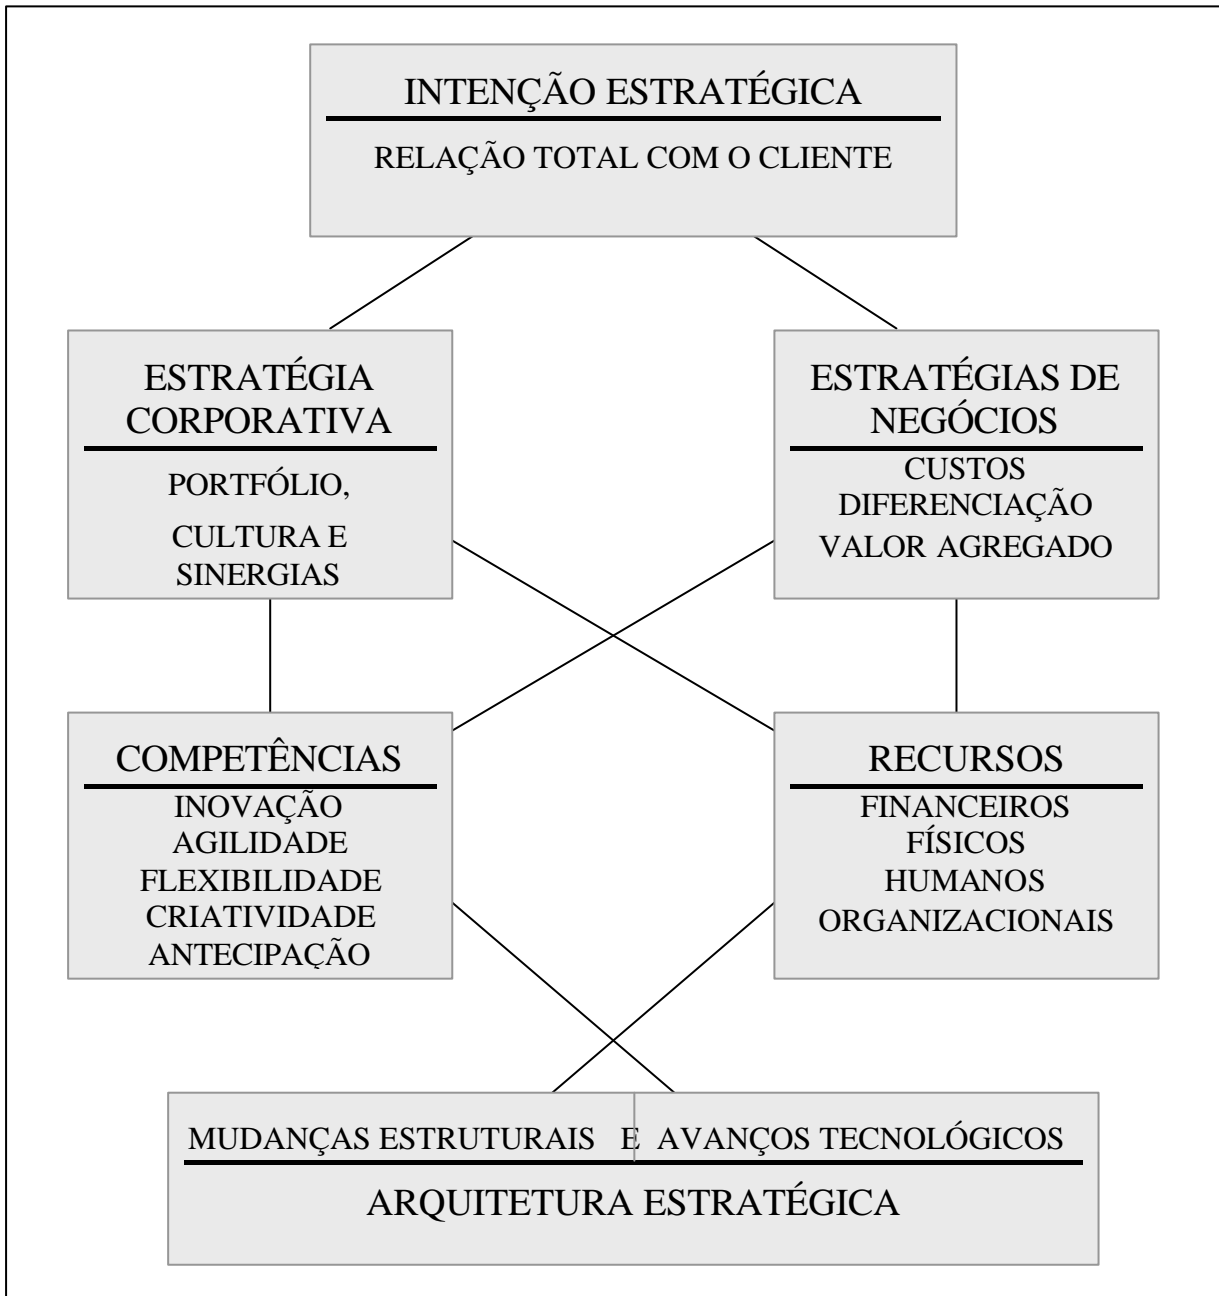 INTENÇÃO ESTRATÉGICA
RELAÇÃO TOTAL COM O CLIENTE
ESTRATÉGIA
CORPORATIVA
PORTFÓLIO,
CULTURA E
SINERGIAS
ESTRATÉGIAS DE
NEGÓCIOS
CUSTOS
DIFERENCIAÇÃO
VALOR AGREGADO
COMPETÊNCIAS
INOVAÇÃO
AGILIDADE
FLEXIBILIDADE
CRIATIVIDADE
ANTECIPAÇÃO
RECURSOS
FINANCEIROS
FÍSICOS
HUMANOS
ORGANIZACIONAIS
MUDANÇAS ESTRUTURAIS E AVANÇOS TECNOLÓGICOS
ARQUITETURA ESTRATÉGICA